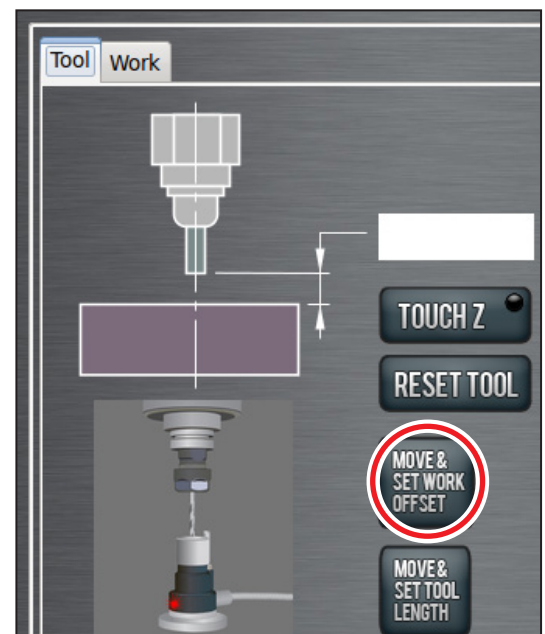 Tool Work
TOUCH Z
RESET TOOL
MOVE &
SET WORK
OFFSET
MOVE &
SET TOOL
LENGTH